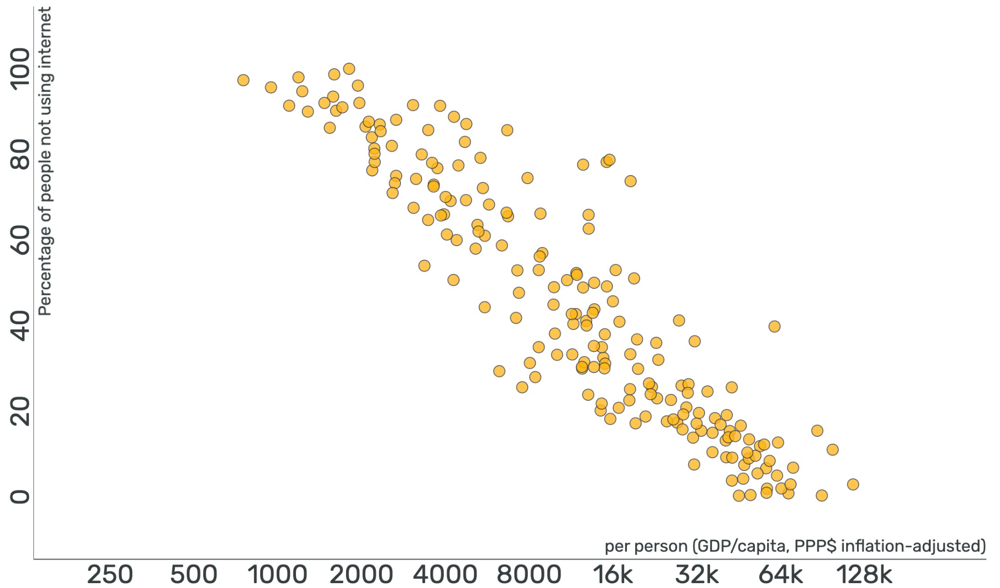 Percentage of people not using internet
100
80
60
40
20
0
per person (GDP/capita, PPP$ inflation-adjusted)
250 500 1000 2000 4000 8000 16k 32k 64k 128k